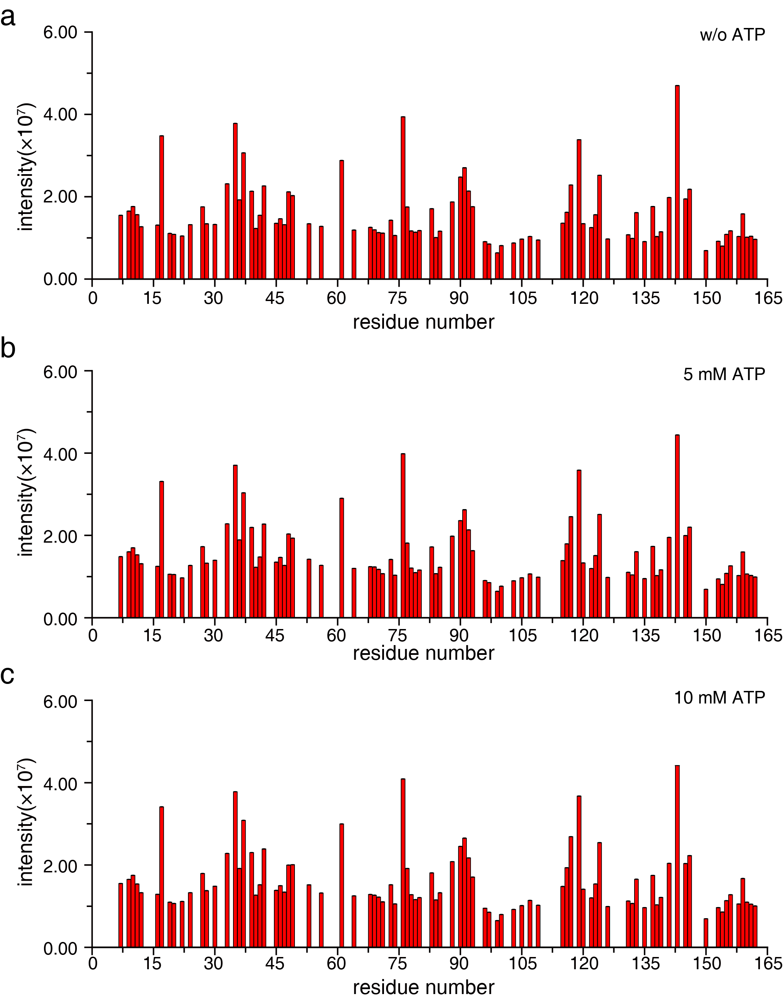 a
w/o ATP
6.00
4.00
2.00
0.00
intensity(×10⁷)
0 15 30 45 60 75 90 105 120 135 150 165
residue number
b
5 mM ATP
6.00
4.00
2.00
0.00
intensity(×10⁷)
0 15 30 45 60 75 90 105 120 135 150 165
residue number
c
10 mM ATP
6.00
4.00
2.00
0.00
intensity(×10⁷)
0 15 30 45 60 75 90 105 120 135 150 165
residue number